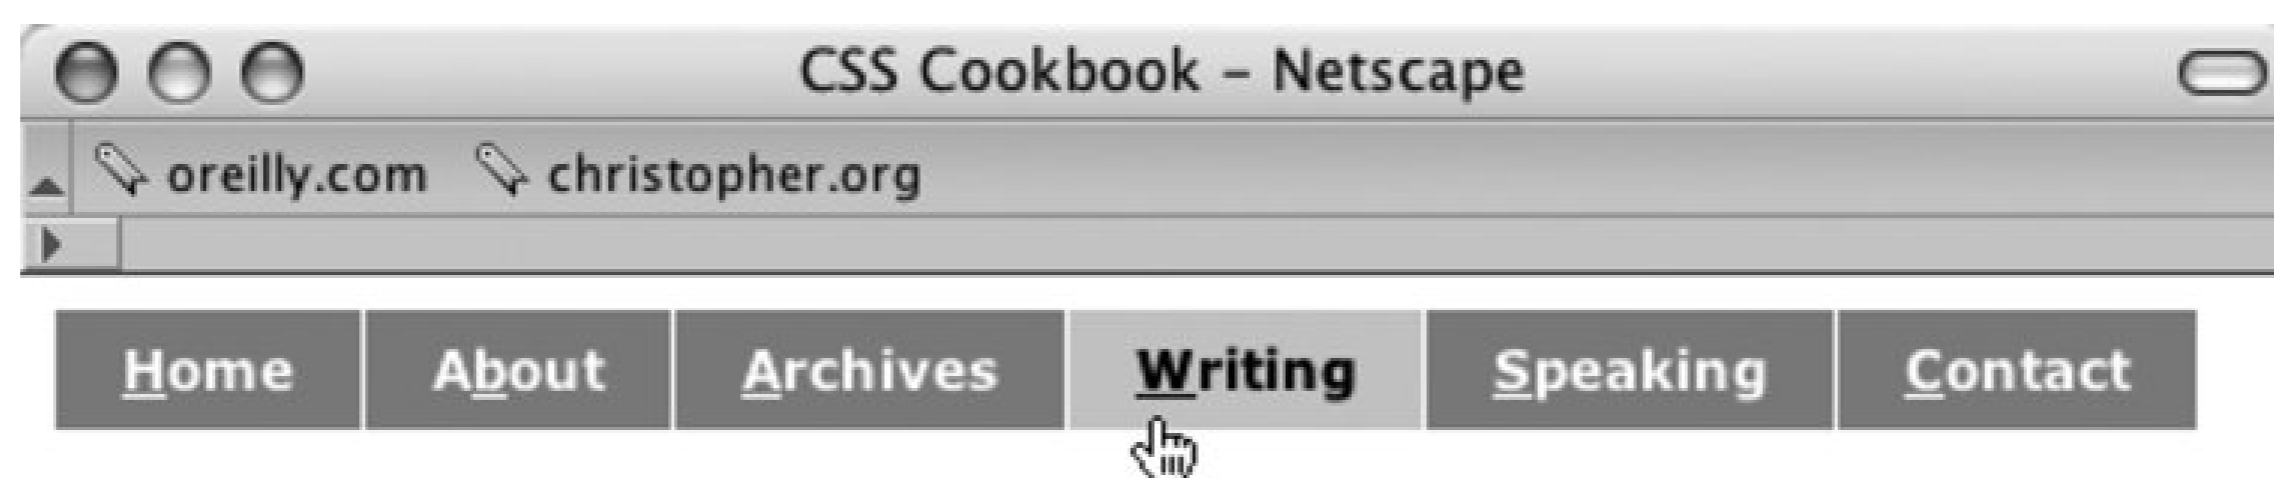 CSS Cookbook – Netscape
oreilly.com christopher.org
Home About Archives Writing Speaking Contact